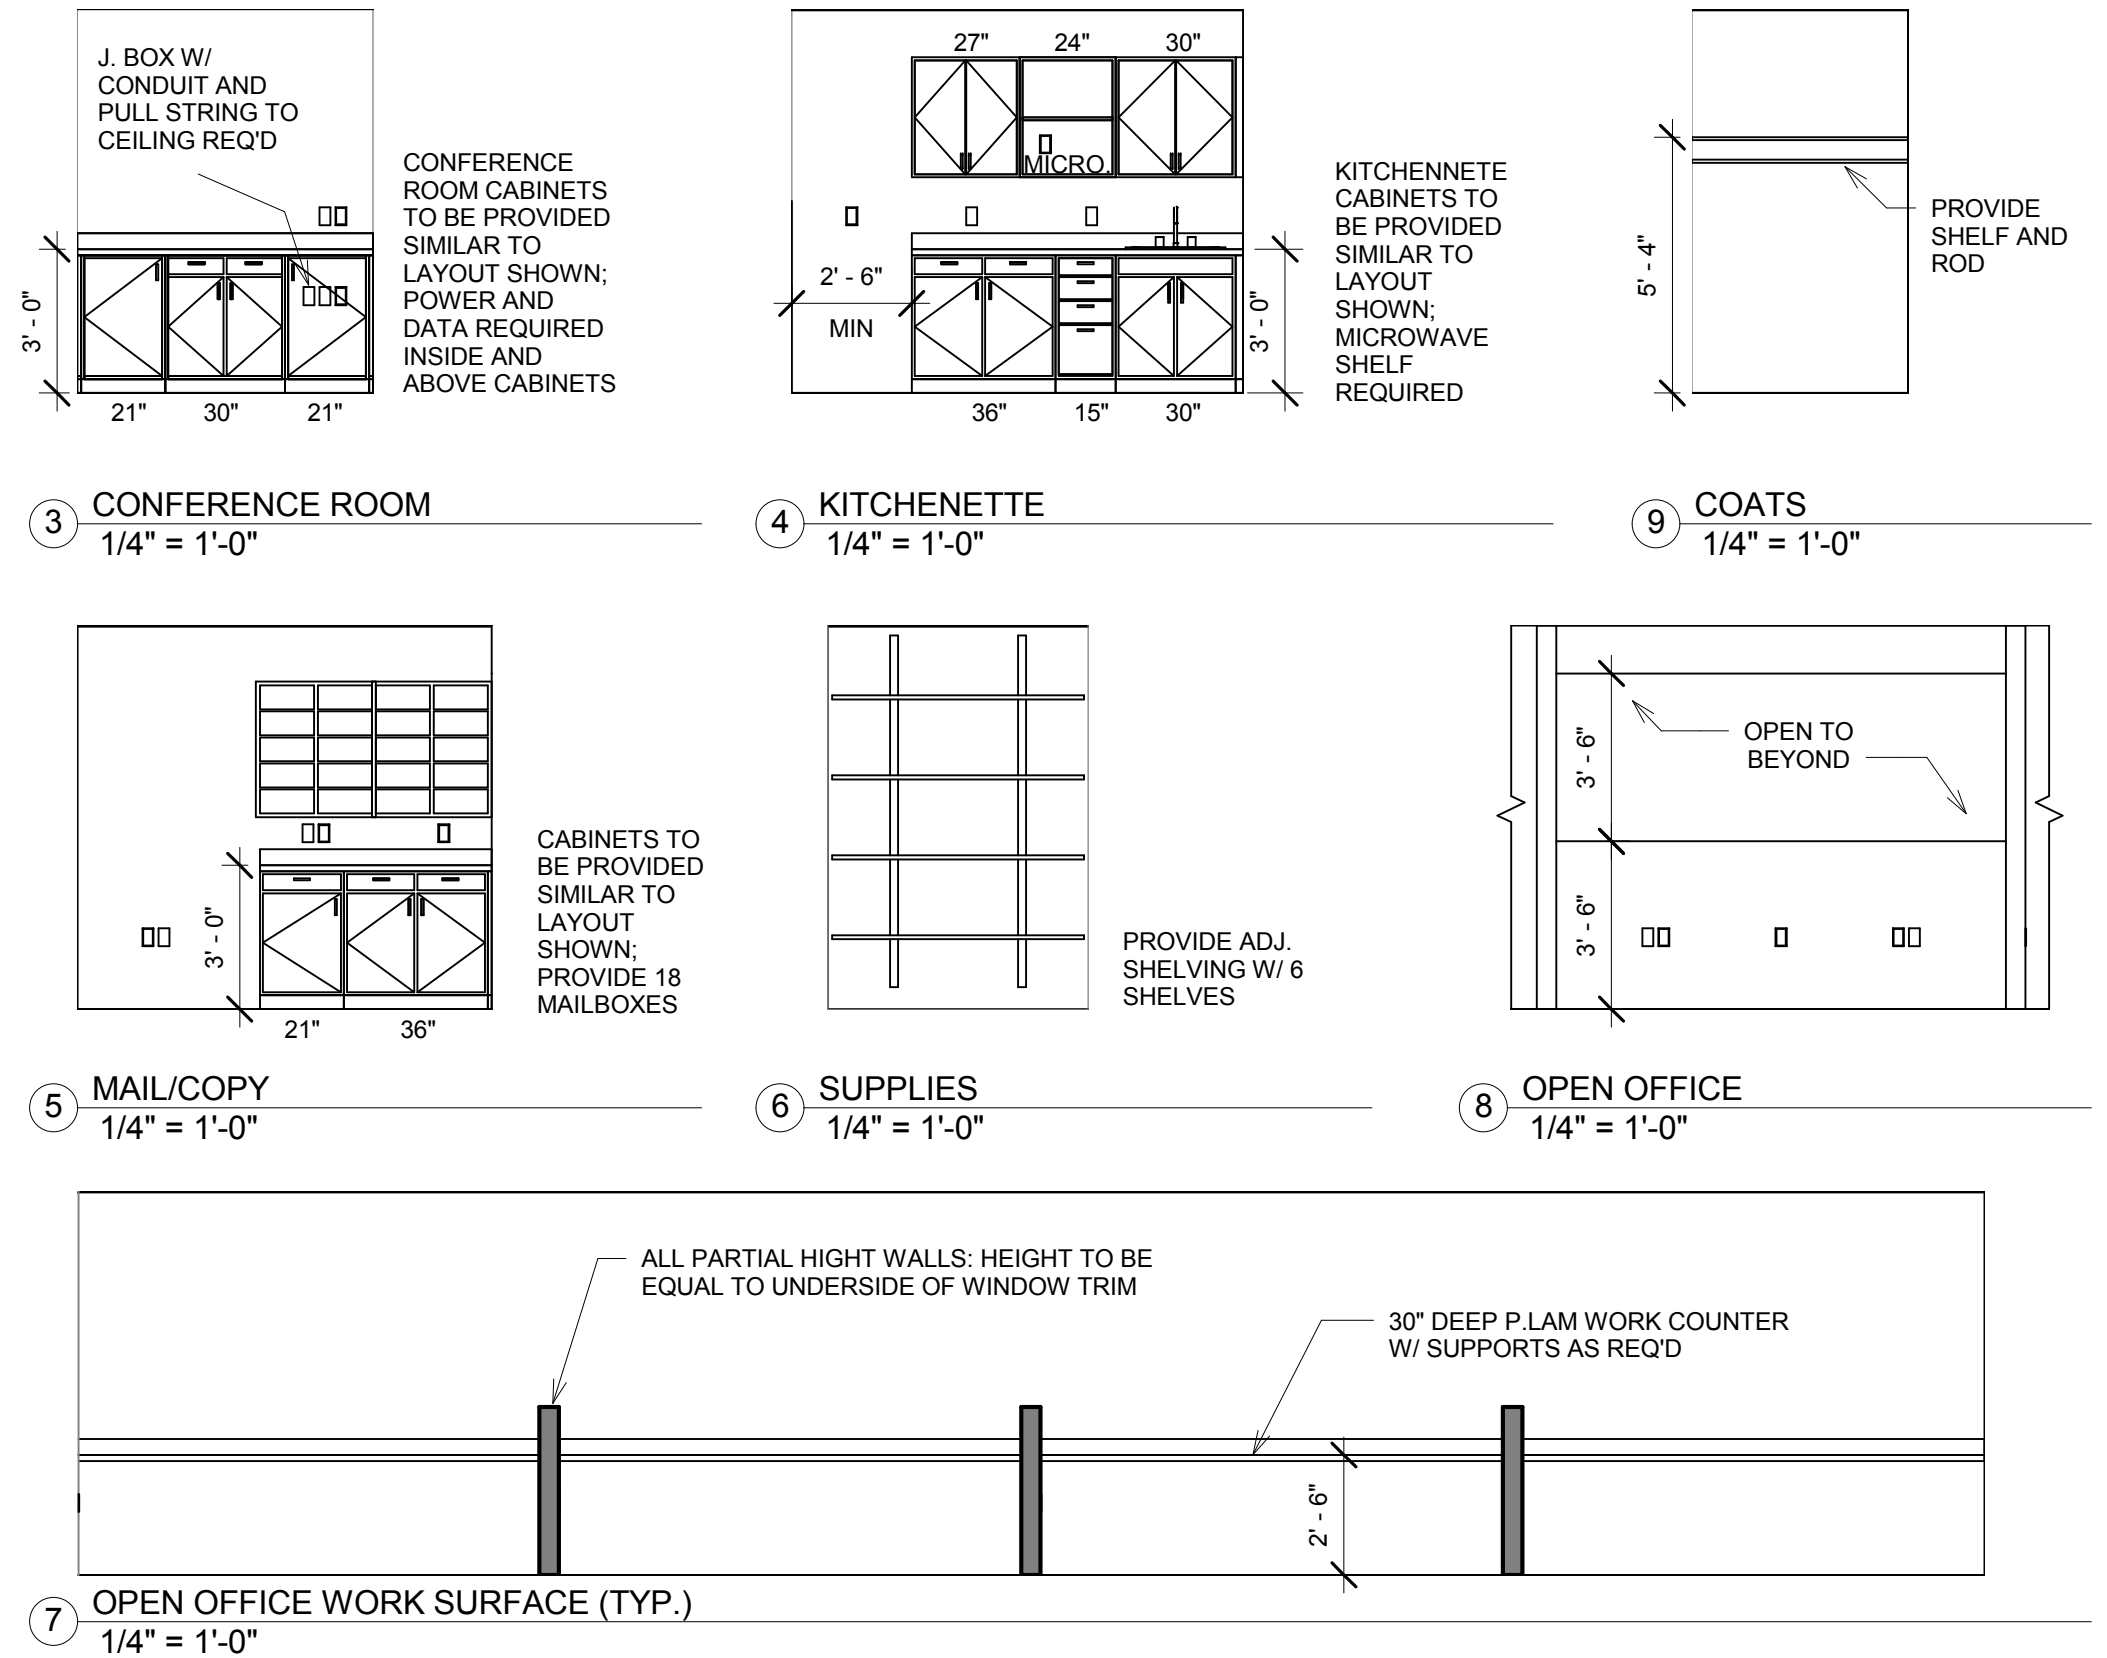 J. BOX W/
CONDUIT AND
PULL STRING TO
CEILING REQ'D
CONFERENCE
ROOM CABINETS
TO BE PROVIDED
SIMILAR TO
LAYOUT SHOWN;
POWER AND
DATA REQUIRED
INSIDE AND
ABOVE CABINETS
3' - 0"
21" 30" 21"
3 CONFERENCE ROOM
1/4" = 1'-0"
27" 24" 30"
MICRO.
2' - 6"
MIN
3' - 0"
36" 15" 30"
KITCHENNETE
CABINETS TO
BE PROVIDED
SIMILAR TO
LAYOUT
SHOWN;
MICROWAVE
SHELF
REQUIRED
4 KITCHENETTE
1/4" = 1'-0"
5' - 4"
PROVIDE
SHELF AND
ROD
9 COATS
1/4" = 1'-0"
3' - 0"
21" 36"
CABINETS TO
BE PROVIDED
SIMILAR TO
LAYOUT
SHOWN;
PROVIDE 18
MAILBOXES
5 MAIL/COPY
1/4" = 1'-0"
PROVIDE ADJ.
SHELVING W/ 6
SHELVES
6 SUPPLIES
1/4" = 1'-0"
OPEN TO
BEYOND
3' - 6"
3' - 6"
8 OPEN OFFICE
1/4" = 1'-0"
ALL PARTIAL HIGHT WALLS: HEIGHT TO BE
EQUAL TO UNDERSIDE OF WINDOW TRIM
30" DEEP P.LAM WORK COUNTER
W/ SUPPORTS AS REQ'D
2' - 6"
7 OPEN OFFICE WORK SURFACE (TYP.)
1/4" = 1'-0"